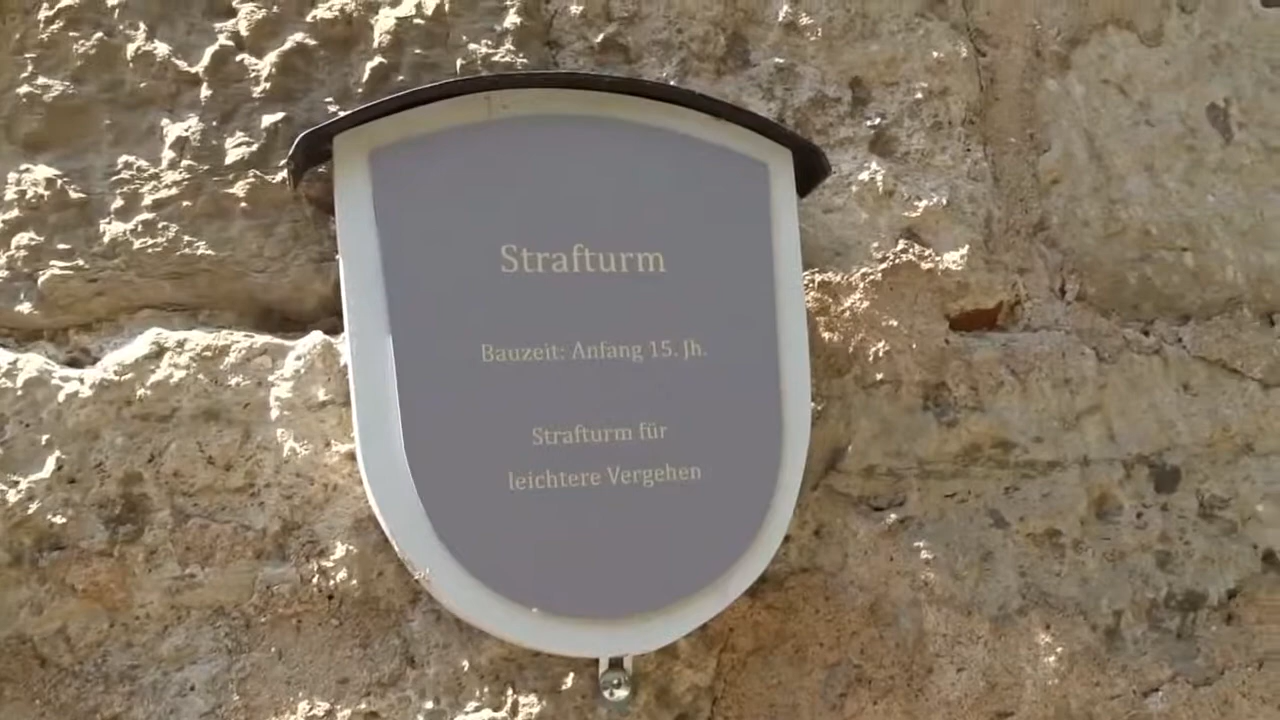 Strafturm
Bauzeit: Anfang 15. Jh.
Strafturm für
leichtere Vergehen